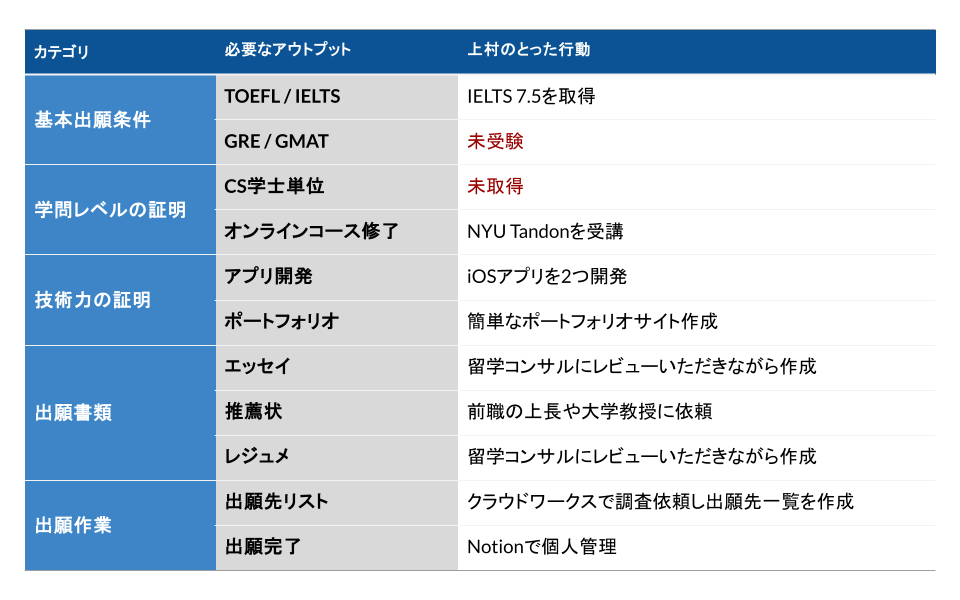 カテゴリ 必要なアウトプット 上村のとった行動
基本出願条件
TOEFL / IELTS IELTS 7.5を取得
GRE / GMAT 未受験
学問レベルの証明
CS学士単位 未取得
オンラインコース修了 NYU Tandonを受講
技術力の証明
アプリ開発 iOSアプリを2つ開発
ポートフォリオ 簡単なポートフォリオサイト作成
出願書類
エッセイ 留学コンサルにレビューいただきながら作成
推薦状 前職の上長や大学教授に依頼
レジュメ 留学コンサルにレビューいただきながら作成
出願作業
出願先リスト クラウドワークスで調査依頼し出願先一覧を作成
出願完了 Notionで個人管理